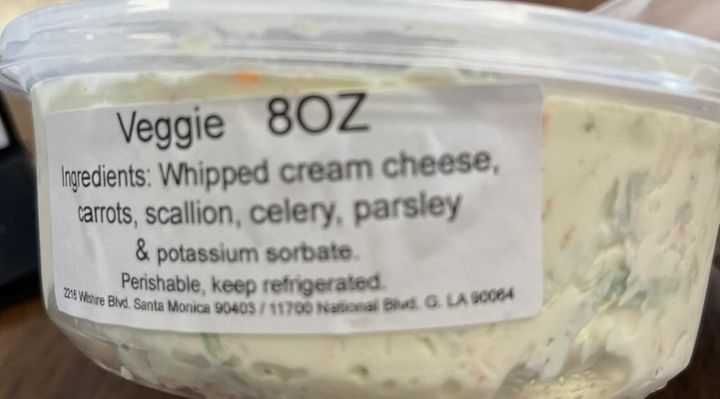 Veggie 8OZ
Ingredients: Whipped cream cheese,
carrots, scallion, celery, parsley
& potassium sorbate.
Perishable, keep refrigerated.
2216 Wilshire Blvd. Santa Monica 90403 / 11700 National Blvd. G. LA 90064